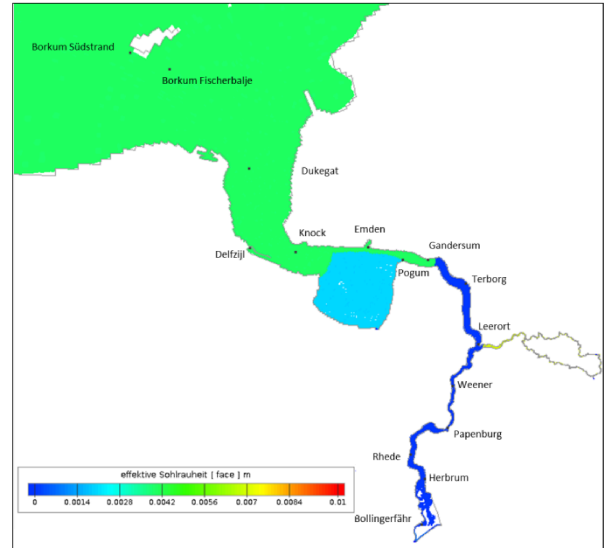 Borkum Südstrand
Borkum Fischerbalje
Dukegat
Knock
Emden
Gandersum
Delfzijl
Pogum
Terborg
Leerort
Weener
Papenburg
Rhede
Herbrum
Bollingerfähr
effektive Sohlrauheit [ face ] m
0 0.0014 0.0028 0.0042 0.0056 0.007 0.0084 0.01